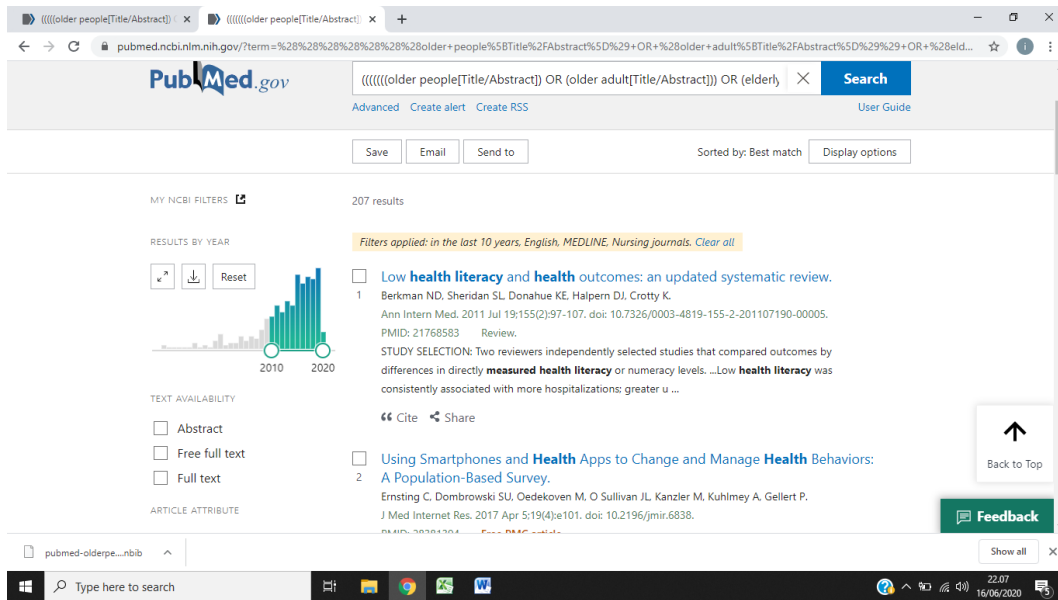 (((((older people[Title/Abstract]) O
(((((((older people[Title/Abstract])
pubmed.ncbi.nlm.nih.gov/?term=%28%28%28%28%28%28%28older+people%5BTitle%2FAbstract%5D%29+OR+%28older+adult%5BTitle%2FAbstract%5D%29%29+OR+%28eld...
PubMed.gov
(((((((older people[Title/Abstract]) OR (older adult[Title/Abstract])) OR (elderly
Search
Advanced Create alert Create RSS
User Guide
Save Email Send to
Sorted by: Best match Display options
MY NCBI FILTERS
207 results
RESULTS BY YEAR
Filters applied: in the last 10 years, English, MEDLINE, Nursing journals. Clear all
Reset
2010 2020
Low health literacy and health outcomes: an updated systematic review.
1
Berkman ND, Sheridan SL, Donahue KE, Halpern DJ, Crotty K.
Ann Intern Med. 2011 Jul 19;155(2):97-107. doi: 10.7326/0003-4819-155-2-201107190-00005.
PMID: 21768583 Review.
STUDY SELECTION: Two reviewers independently selected studies that compared outcomes by
differences in directly measured health literacy or numeracy levels. ...Low health literacy was
consistently associated with more hospitalizations; greater u ...
Cite Share
TEXT AVAILABILITY
Abstract
Free full text
Full text
ARTICLE ATTRIBUTE
Using Smartphones and Health Apps to Change and Manage Health Behaviors:
2
A Population-Based Survey.
Ernsting C, Dombrowski SU, Oedekoven M, O Sullivan JL, Kanzler M, Kuhlmey A, Gellert P.
J Med Internet Res. 2017 Apr 5;19(4):e101. doi: 10.2196/jmir.6838.
Back to Top
Feedback
pubmed-olderpe....nbib
Show all
Type here to search
22.07
16/06/2020
5